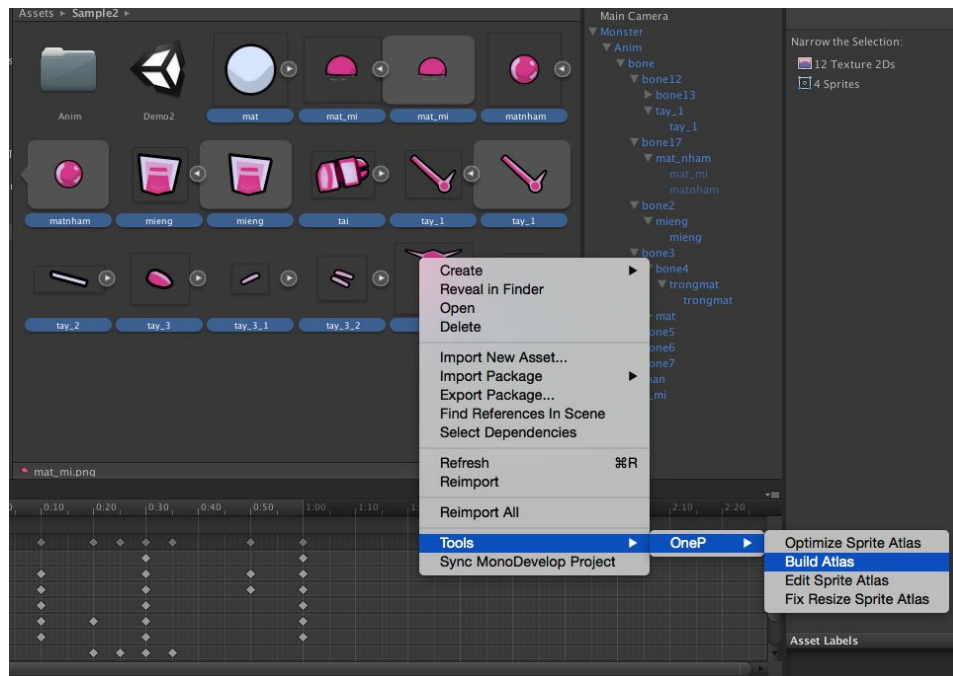 Assets ▸ Sample2 ▸
Anim
Demo2
mat
mat_mi
mat_mi
matnham
matnham
mieng
mieng
tai
tay_1
tay_1
tay_2
tay_3
tay_3_1
tay_3_2
mat_mi.png
0:10 0:20 0:30 0:40 0:50 1:00 1:10 2:10 2:20
Main Camera
Monster
Anim
bone
bone12
bone13
tay_1
tay_1
bone17
mat_nham
mat_mi
matnham
bone2
mieng
mieng
bone3
bone4
trongmat
trongmat
mat
Narrow the Selection:
12 Texture 2Ds
4 Sprites
Create
Reveal in Finder
Open
Delete
Import New Asset...
Import Package
Export Package...
Find References In Scene
Select Dependencies
Refresh ⌘R
Reimport
Reimport All
Tools
Sync MonoDevelop Project
OneP
Optimize Sprite Atlas
Build Atlas
Edit Sprite Atlas
Fix Resize Sprite Atlas
Asset Labels